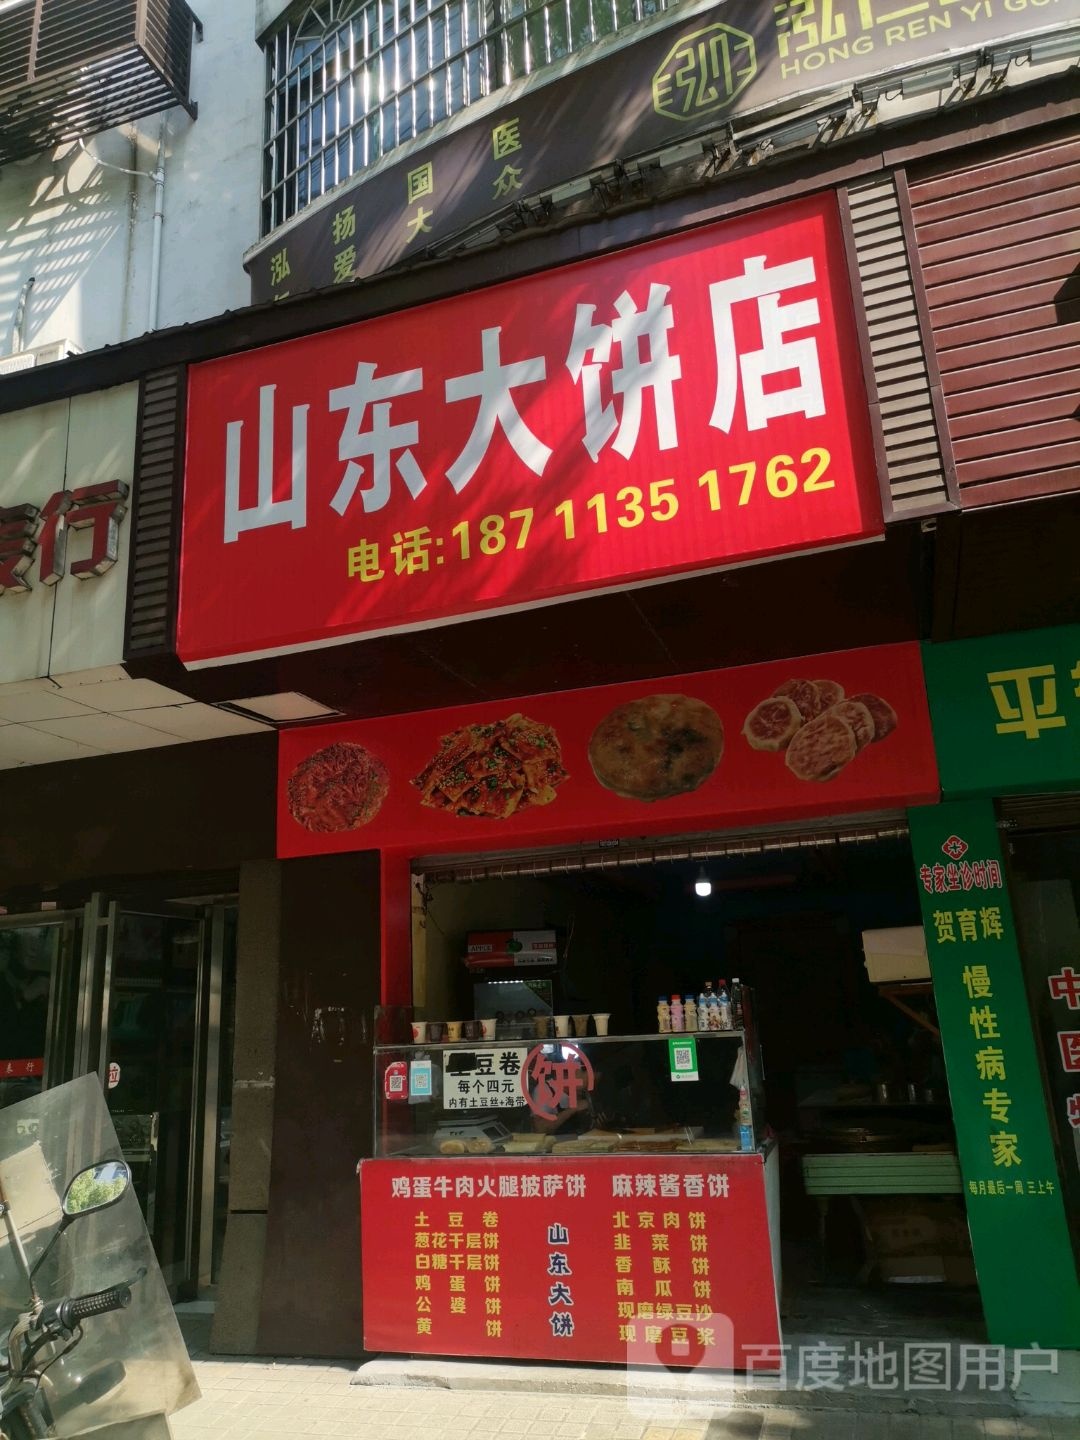 HONG REN YI GU
泓
泓扬国医
爱大众
山东大饼店
电话:187 1135 1762
行
平
专家坐诊时间
贺育辉
慢性病专家
每月最后一周 三上午
中医
APPLE
土豆卷
每个四元
内有土豆丝+海带
饼
鸡蛋牛肉火腿披萨饼 麻辣酱香饼
土豆卷
葱花千层饼
白糖千层饼
鸡蛋饼
公婆饼
黄饼
山东大饼
北京肉饼
韭菜饼
香酥饼
南瓜饼
现磨绿豆沙
现磨豆浆
百度地图用户